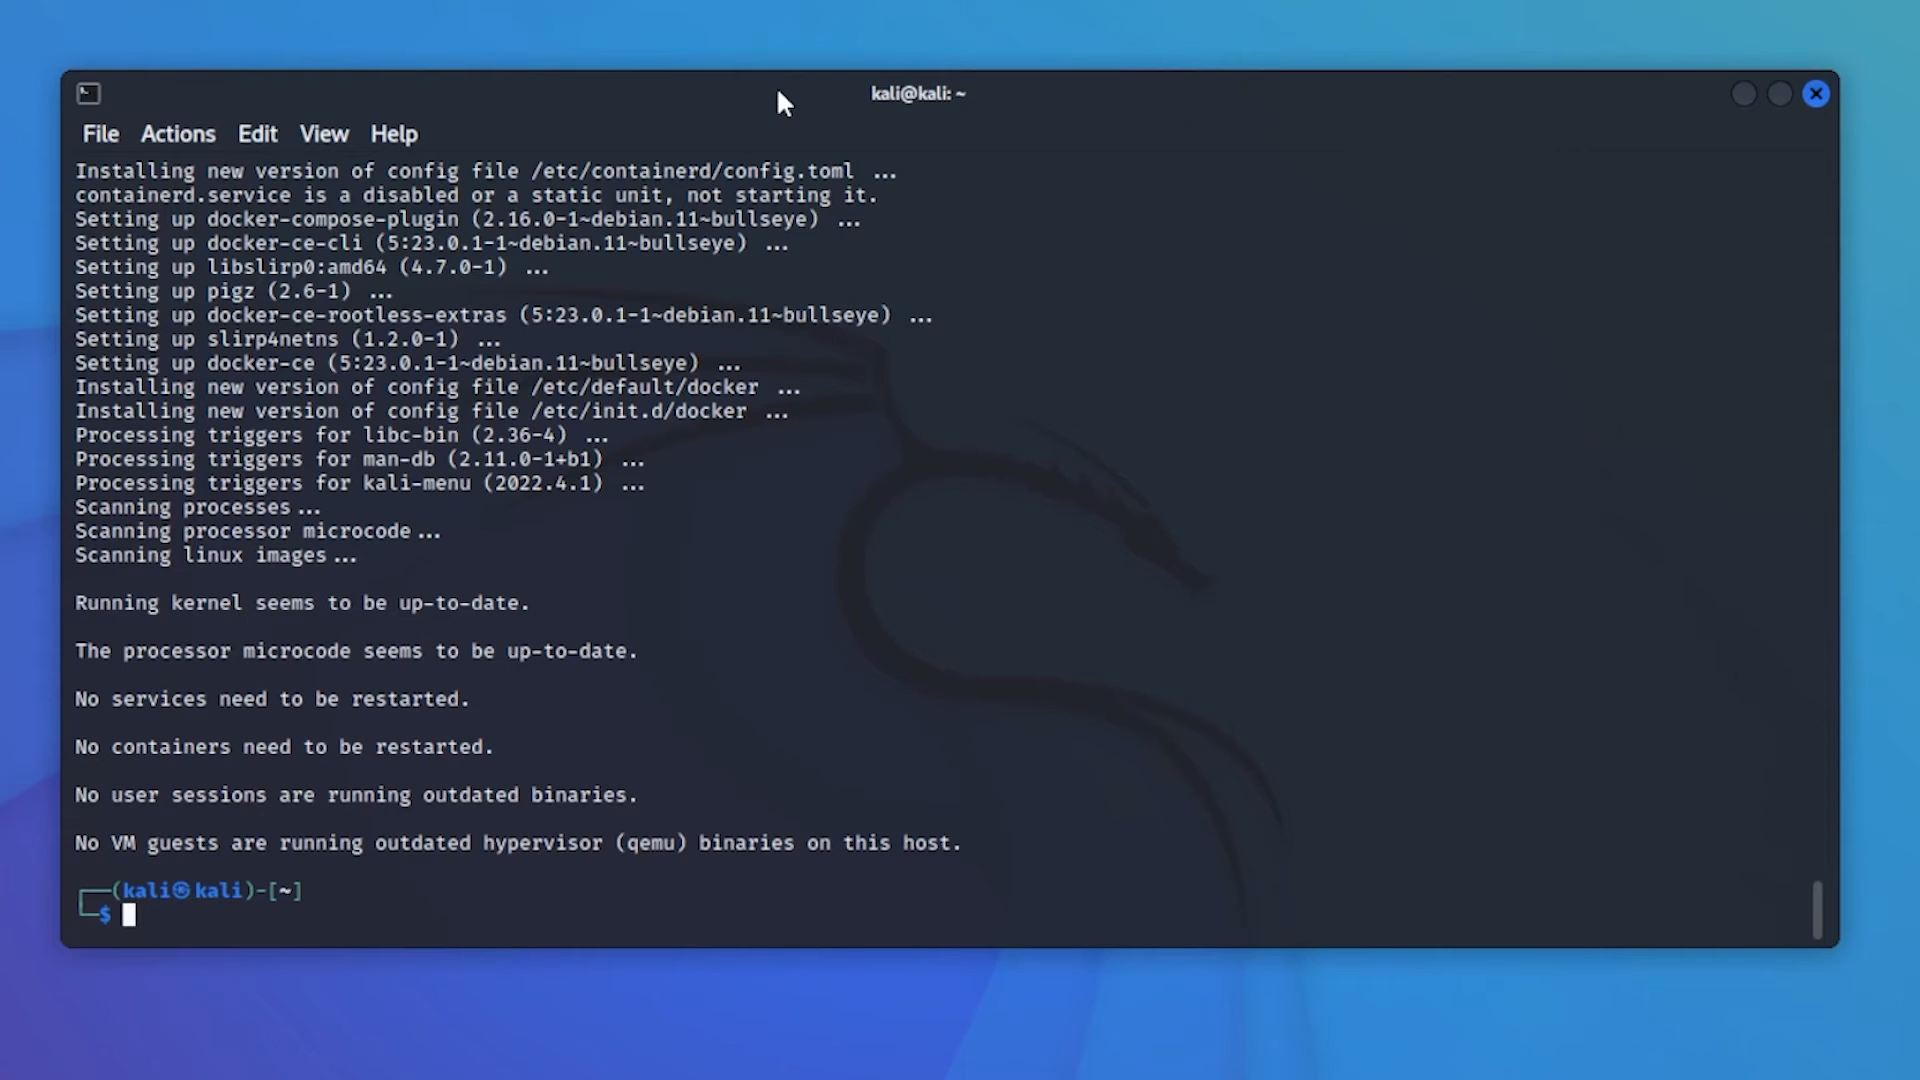 kali@kali: ~
File Actions Edit View Help
Installing new version of config file /etc/containerd/config.toml ...
containerd.service is a disabled or a static unit, not starting it.
Setting up docker-compose-plugin (2.16.0-1~debian.11~bullseye) ...
Setting up docker-ce-cli (5:23.0.1-1~debian.11~bullseye) ...
Setting up libslirp0:amd64 (4.7.0-1) ...
Setting up pigz (2.6-1) ...
Setting up docker-ce-rootless-extras (5:23.0.1-1~debian.11~bullseye) ...
Setting up slirp4netns (1.2.0-1) ...
Setting up docker-ce (5:23.0.1-1~debian.11~bullseye) ...
Installing new version of config file /etc/default/docker ...
Installing new version of config file /etc/init.d/docker ...
Processing triggers for libc-bin (2.36-4) ...
Processing triggers for man-db (2.11.0-1+b1) ...
Processing triggers for kali-menu (2022.4.1) ...
Scanning processes...
Scanning processor microcode...
Scanning linux images...
Running kernel seems to be up-to-date.
The processor microcode seems to be up-to-date.
No services need to be restarted.
No containers need to be restarted.
No user sessions are running outdated binaries.
No VM guests are running outdated hypervisor (qemu) binaries on this host.
┌──(kali㉿kali)-[~]
└─$